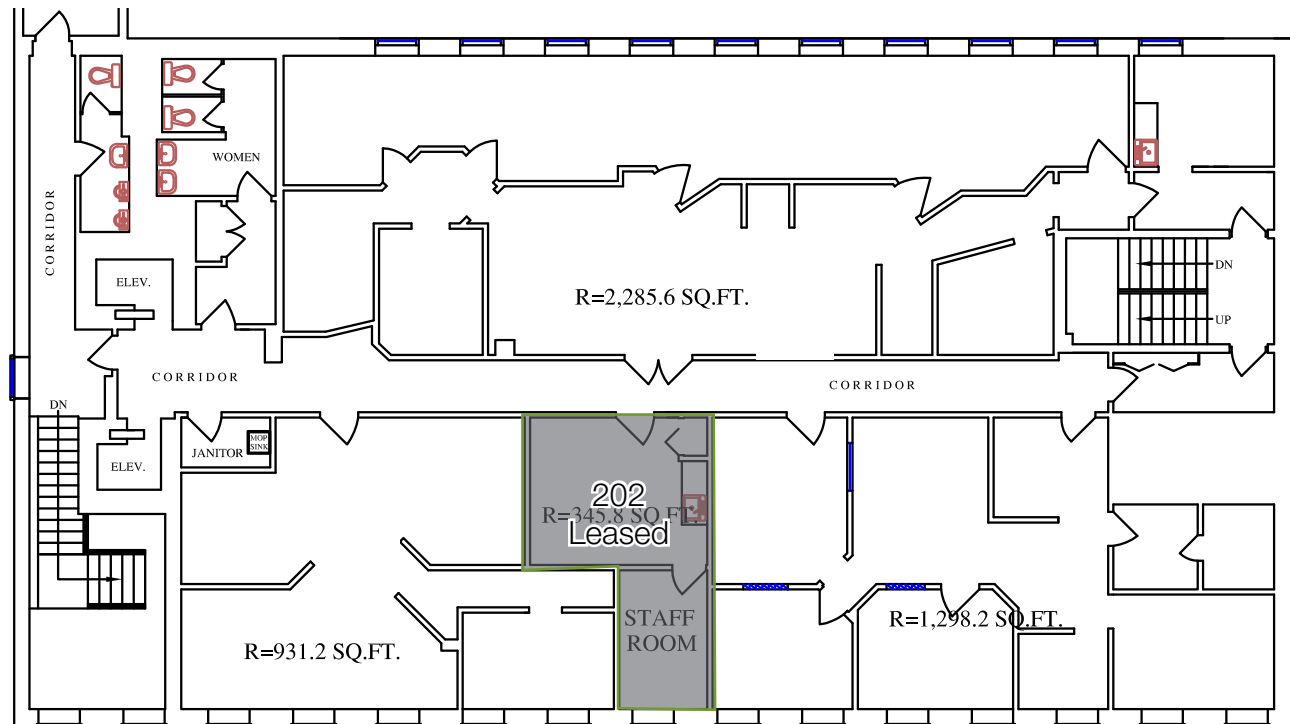 WOMEN
CORRIDOR
ELEV.
DN
R=2,285.6 SQ.FT.
UP
CORRIDOR
CORRIDOR
DN
MOP
SINK
JANITOR
ELEV.
202
R=345.8 SQ.FT.
Leased
STAFF
ROOM
R=1,298.2 SQ.FT.
R=931.2 SQ.FT.